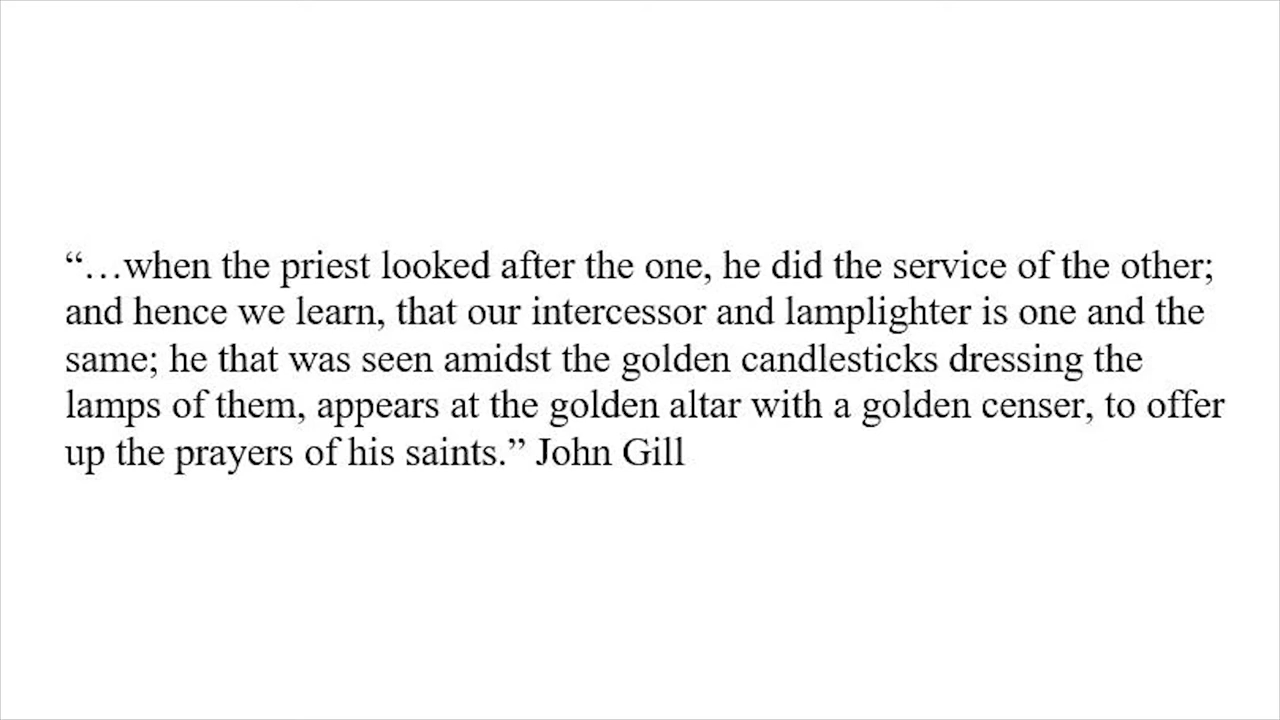 “…when the priest looked after the one, he did the service of the other;
and hence we learn, that our intercessor and lamplighter is one and the
same; he that was seen amidst the golden candlesticks dressing the
lamps of them, appears at the golden altar with a golden censer, to offer
up the prayers of his saints.” John Gill